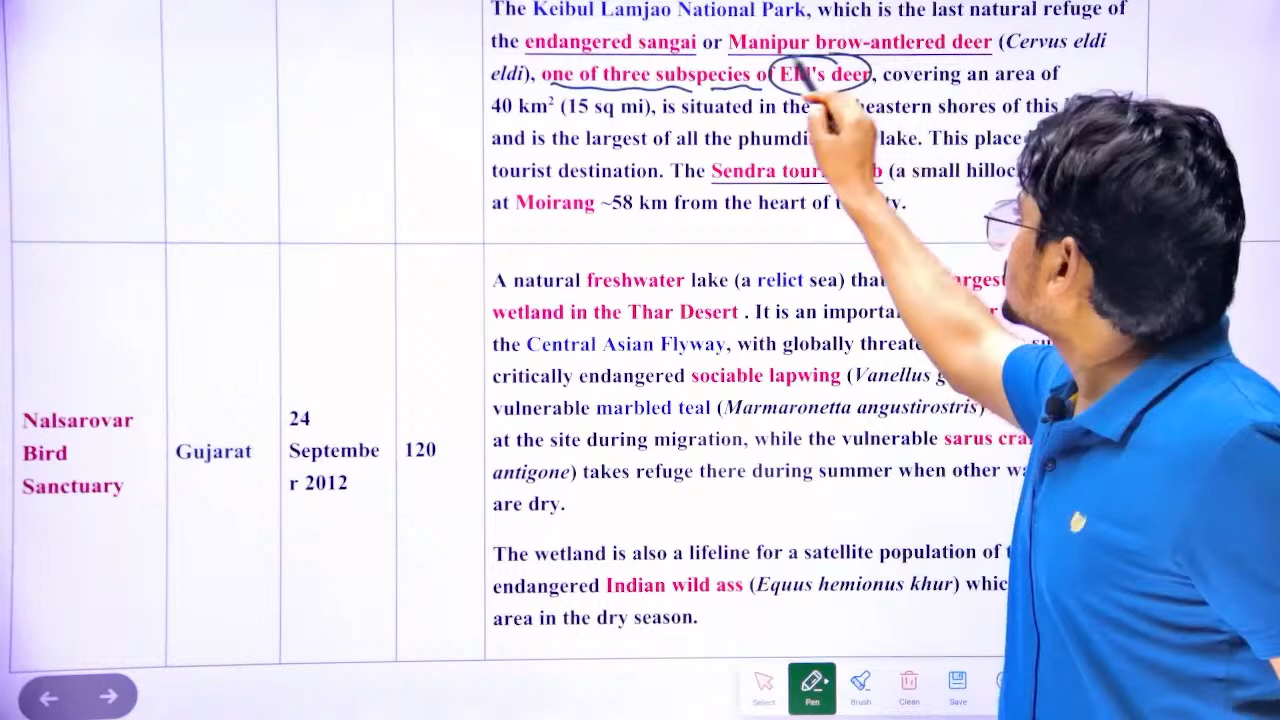 The Keibul Lamjao National Park, which is the last natural refuge of
the endangered sangai or Manipur brow-antlered deer (Cervus eldi
eldi), one of three subspecies of Eld's deer, covering an area of
40 km² (15 sq mi), is situated in the eastern shores of this
and is the largest of all the phumdi lake. This place
tourist destination. The Sendra (a small hillock
at Moirang ~58 km from the heart of
A natural freshwater lake (a relict sea) that largest
wetland in the Thar Desert . It is an important
the Central Asian Flyway, with globally
critically endangered sociable lapwing (Vanellus
vulnerable marbled teal (Marmaronetta angustirostris)
at the site during migration, while the vulnerable sarus
antigone) takes refuge there during summer when other
are dry.
Nalsarovar
Bird
Sanctuary
Gujarat
24
Septembe
r 2012
120
The wetland is also a lifeline for a satellite population of
endangered Indian wild ass (Equus hemionus khur)
area in the dry season.
Select Pen Brush Clean Save